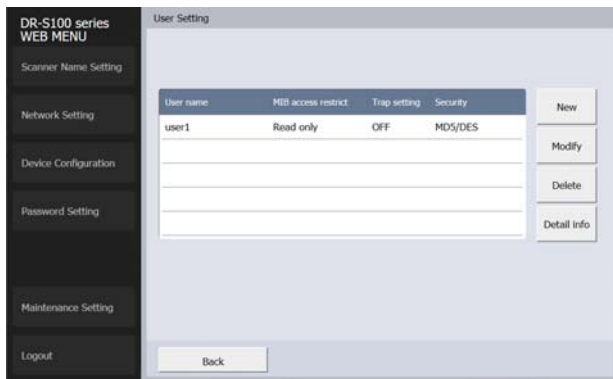 DR-S100 series
WEB MENU
Scanner Name Setting
Network Setting
Device Configuration
Password Setting
Maintenance Setting
Logout
User Setting
User name MIB access restrict Trap setting Security
user1 Read only OFF MD5/DES
New
Modify
Delete
Detail info
Back